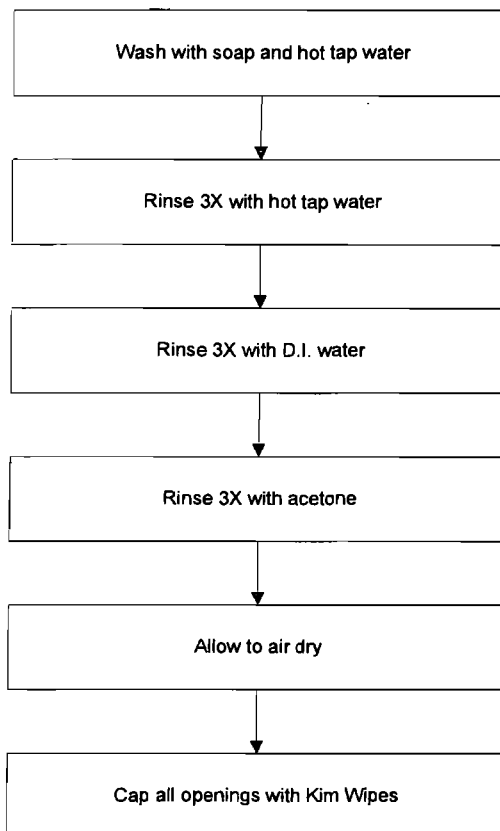 Wash with soap and hot tap water
Rinse 3X with hot tap water
Rinse 3X with D.I. water
Rinse 3X with acetone
Allow to air dry
Cap all openings with Kim Wipes